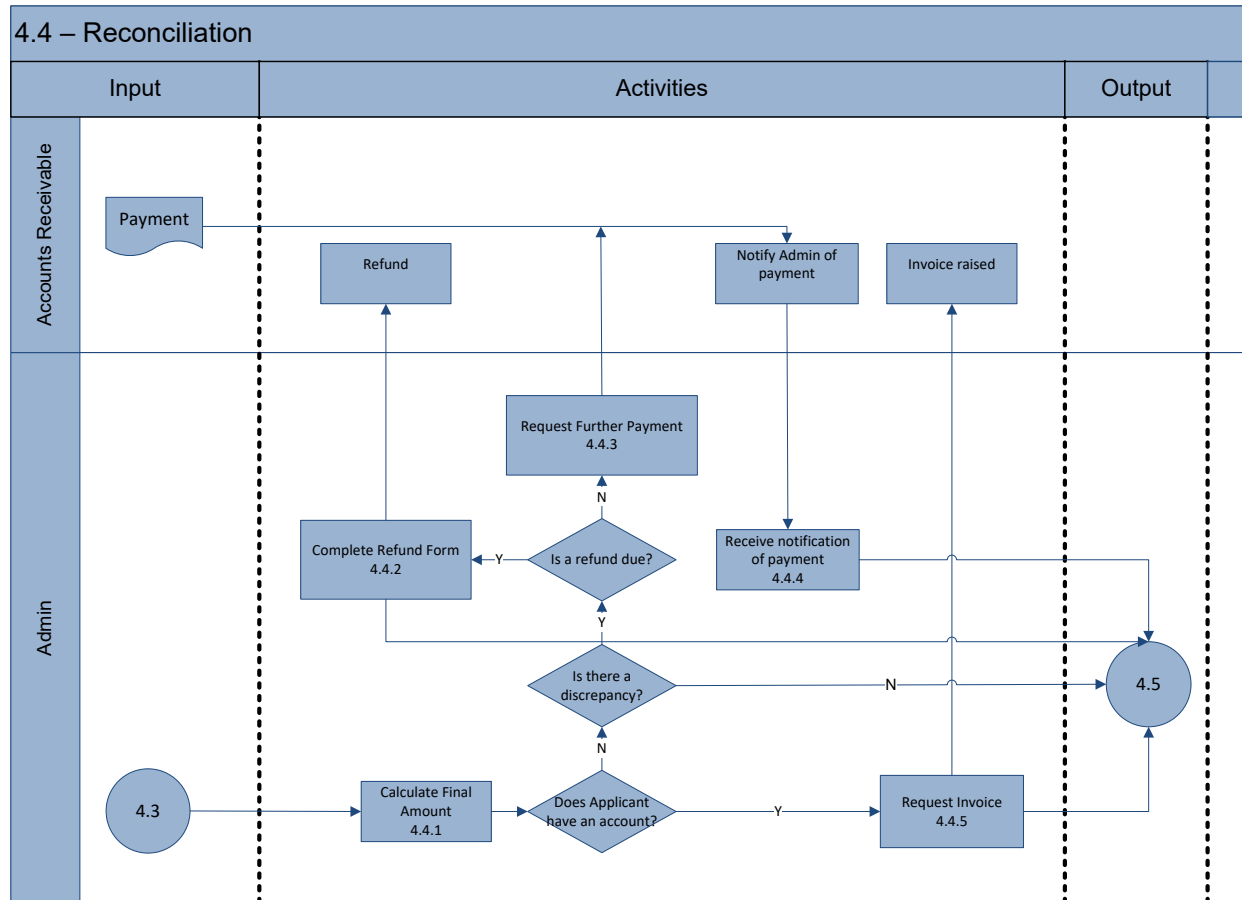 4.4 – Reconciliation
Input
Activities
Output
Accounts Receivable
Payment
Refund
Notify Admin of
payment
Invoice raised
Admin
Request Further Payment
4.4.3
N
Complete Refund Form
4.4.2
Y
Is a refund due?
Receive notification
of payment
4.4.4
Y
Is there a
discrepancy?
N
4.5
N
4.3
Calculate Final
Amount
4.4.1
Does Applicant
have an account?
Y
Request Invoice
4.4.5